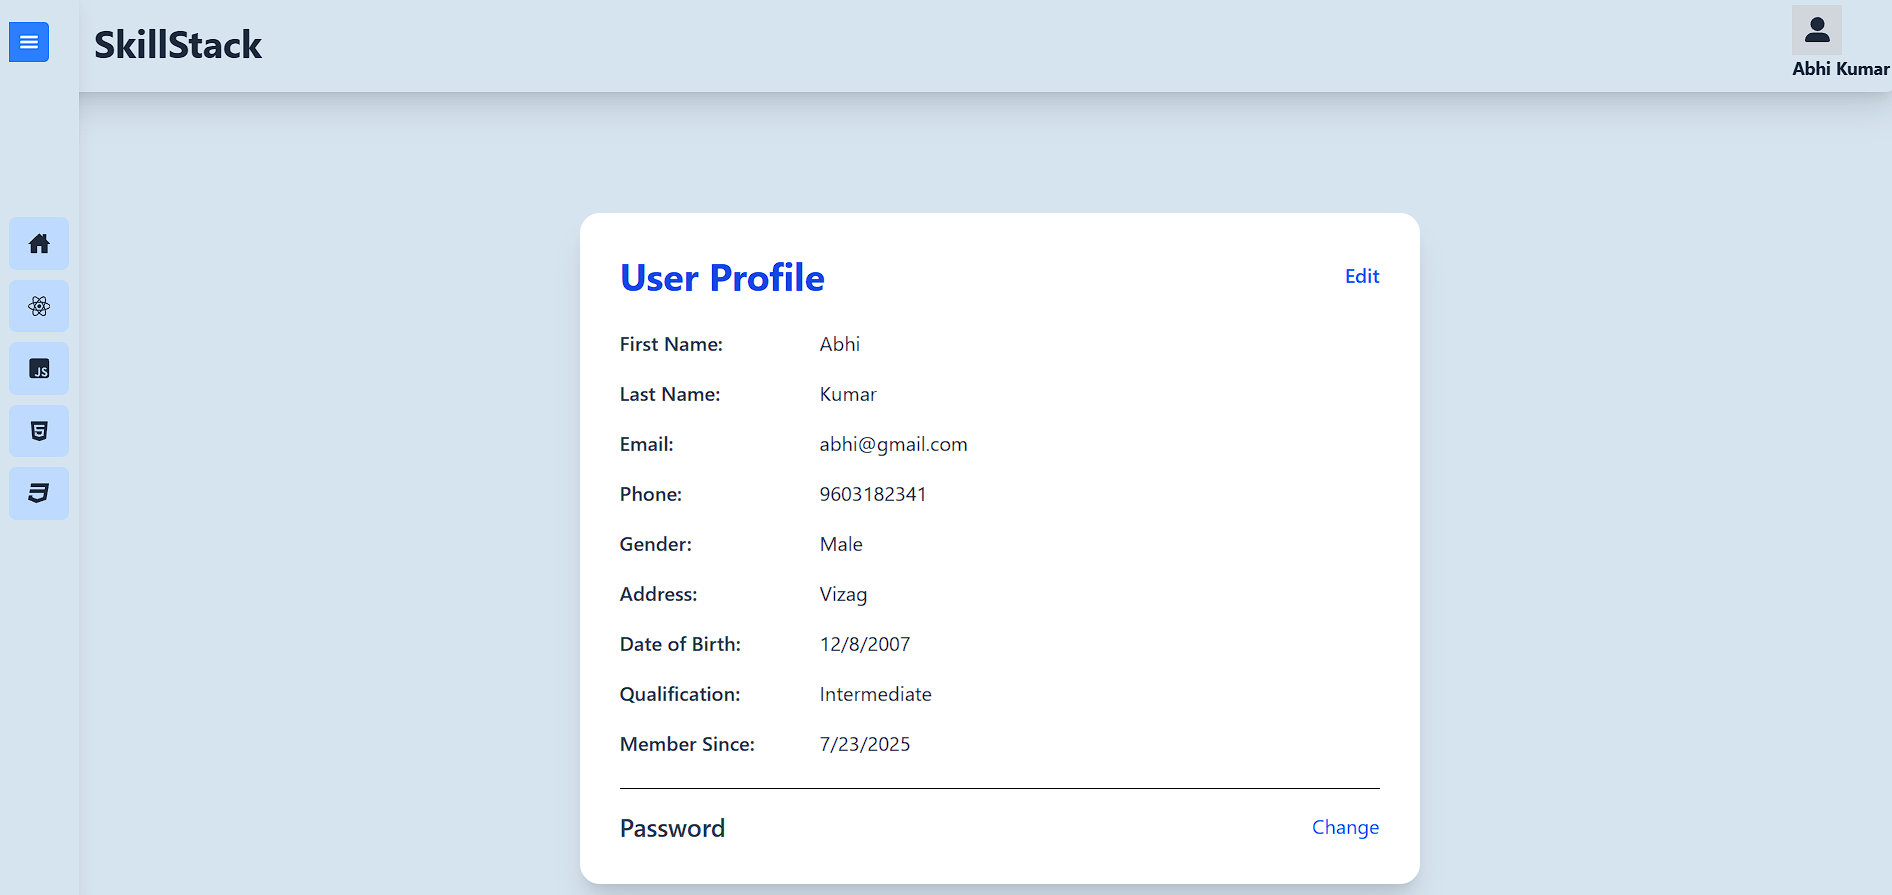 SkillStack
Abhi Kumar
User Profile
Edit
First Name: Abhi
Last Name: Kumar
Email: abhi@gmail.com
Phone: 9603182341
Gender: Male
Address: Vizag
Date of Birth: 12/8/2007
Qualification: Intermediate
Member Since: 7/23/2025
Password
Change
JS